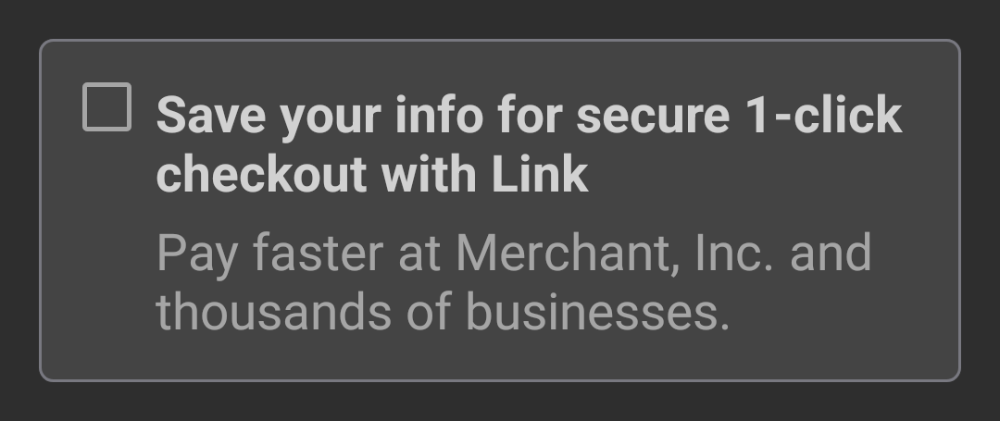 Save your info for secure 1-click
checkout with Link
Pay faster at Merchant, Inc. and
thousands of businesses.